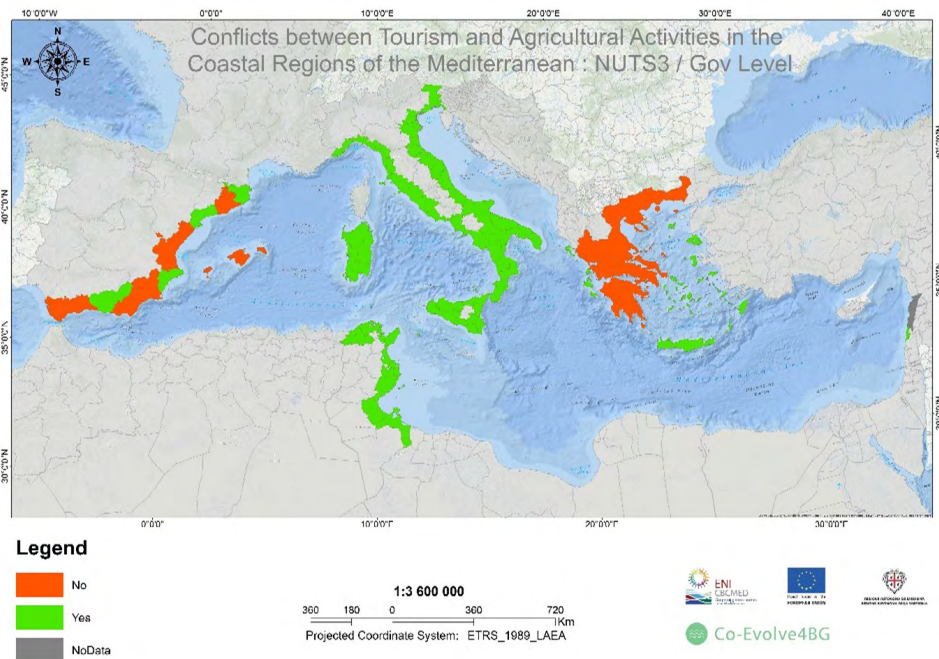 10°0'0"W 0°0'0" 10°0'0"E 20°0'0"E 30°0'0"E 40°0'0"E
N
W E
S
Conflicts between Tourism and Agricultural Activities in the
Coastal Regions of the Mediterranean : NUTS3 / Gov Level
45°0'0"N
40°0'0"N
35°0'0"N
30°0'0"N
0°0'0" 10°0'0"E 20°0'0"E 30°0'0"E
Legend
No
Yes
NoData
1:3 600 000
360 180 0 360 720
Km
Projected Coordinate System: ETRS_1989_LAEA
ENI
CBCMED
EUROPEAN UNION
Co-Evolve4BG